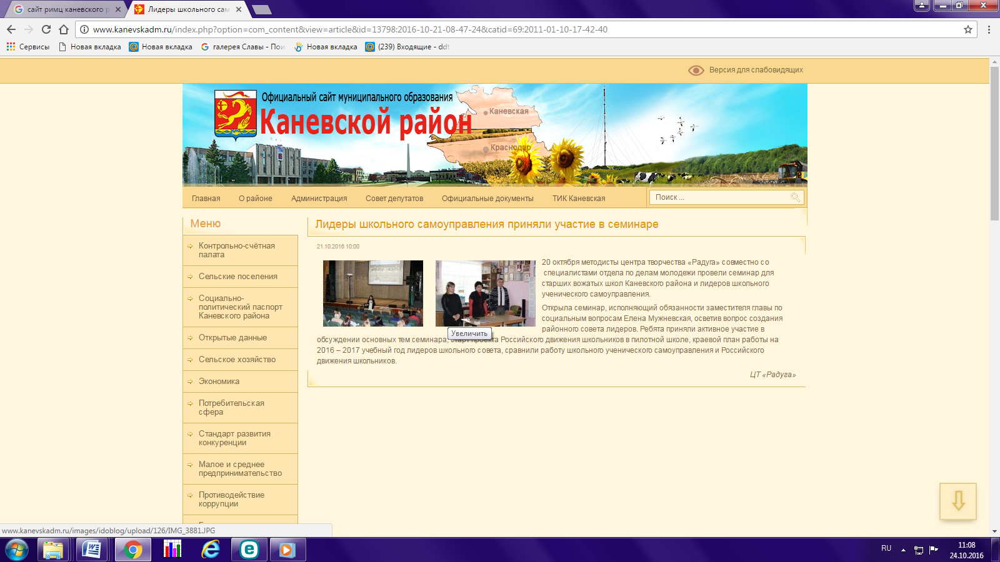 сайт римц каневского р
Лидеры школьного сам
www.kanevskadm.ru/index.php?option=com_content&view=article&id=13798:2016-10-21-08-47-24&catid=69:2011-01-10-17-42-40
Сервисы
Новая вкладка
Новая вкладка
галерея Славы - Пои
Новая вкладка
(239) Входящие - ddt
Версия для слабовидящих
Официальный сайт муниципального образования
Каневской район
Каневская
Краснодар
Главная
О районе
Администрация
Совет депутатов
Официальные документы
ТИК Каневская
Поиск ...
Меню
Контрольно-счётная
палата
Сельские поселения
Социально-
политический паспорт
Каневского района
Открытые данные
Сельское хозяйство
Экономика
Потребительская
сфера
Стандарт развития
конкуренции
Малое и среднее
предпринимательство
Противодействие
коррупции
Лидеры школьного самоуправления приняли участие в семинаре
21.10.2016 10:00
20 октября методисты центра творчества «Радуга» совместно со
специалистами отдела по делам молодежи провели семинар для
старших вожатых школ Каневского района и лидеров школьного
ученического самоуправления.
Открыла семинар, исполняющий обязанности заместителя главы по
социальным вопросам Елена Мужневская, осветив вопрос создания
районного совета лидеров. Ребята приняли активное участие в
обсуждении основных тем семинара; старт проекта Российского движения школьников в пилотной школе, краевой план работы на
2016 – 2017 учебный год лидеров школьного совета, сравнили работу школьного ученического самоуправления и Российского
движения школьников.
Увеличить
ЦТ «Радуга»
www.kanevskadm.ru/images/idoblog/upload/126/IMG_3881.JPG
RU
11:08
24.10.2016